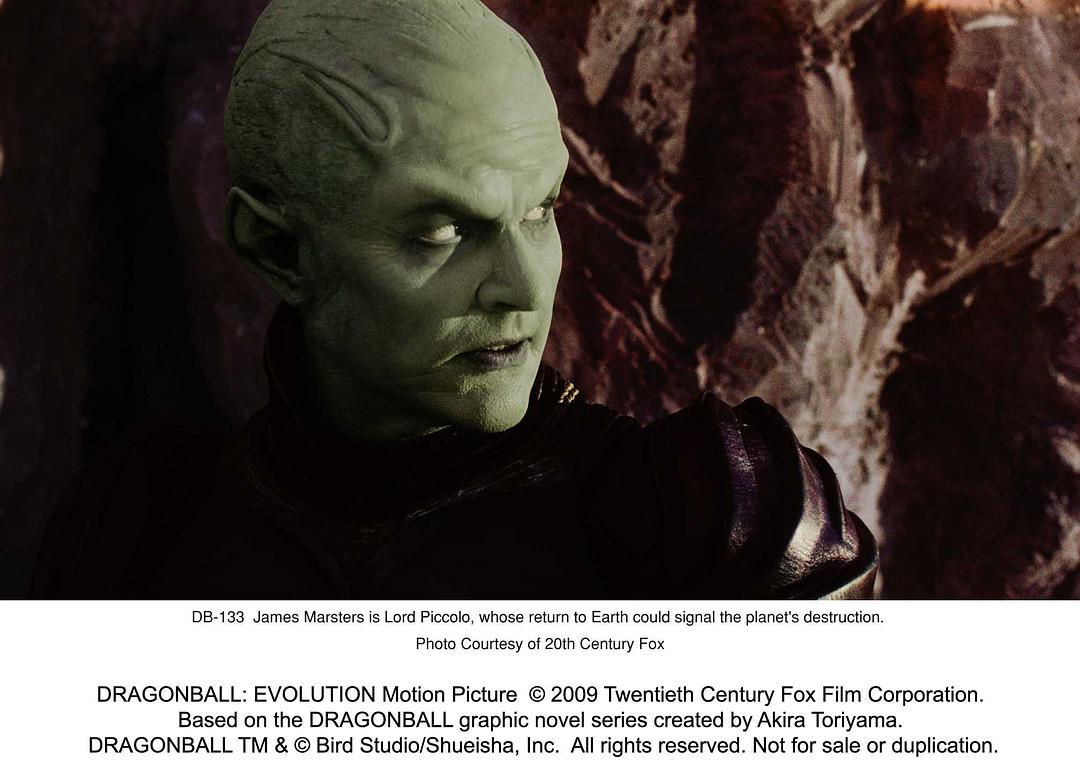 DB-133  James Marsters is Lord Piccolo, whose return to Earth could signal the planet's destruction.
Photo Courtesy of 20th Century Fox
DRAGONBALL: EVOLUTION Motion Picture  © 2009 Twentieth Century Fox Film Corporation.
Based on the DRAGONBALL graphic novel series created by Akira Toriyama.
DRAGONBALL TM & © Bird Studio/Shueisha, Inc.  All rights reserved. Not for sale or duplication.